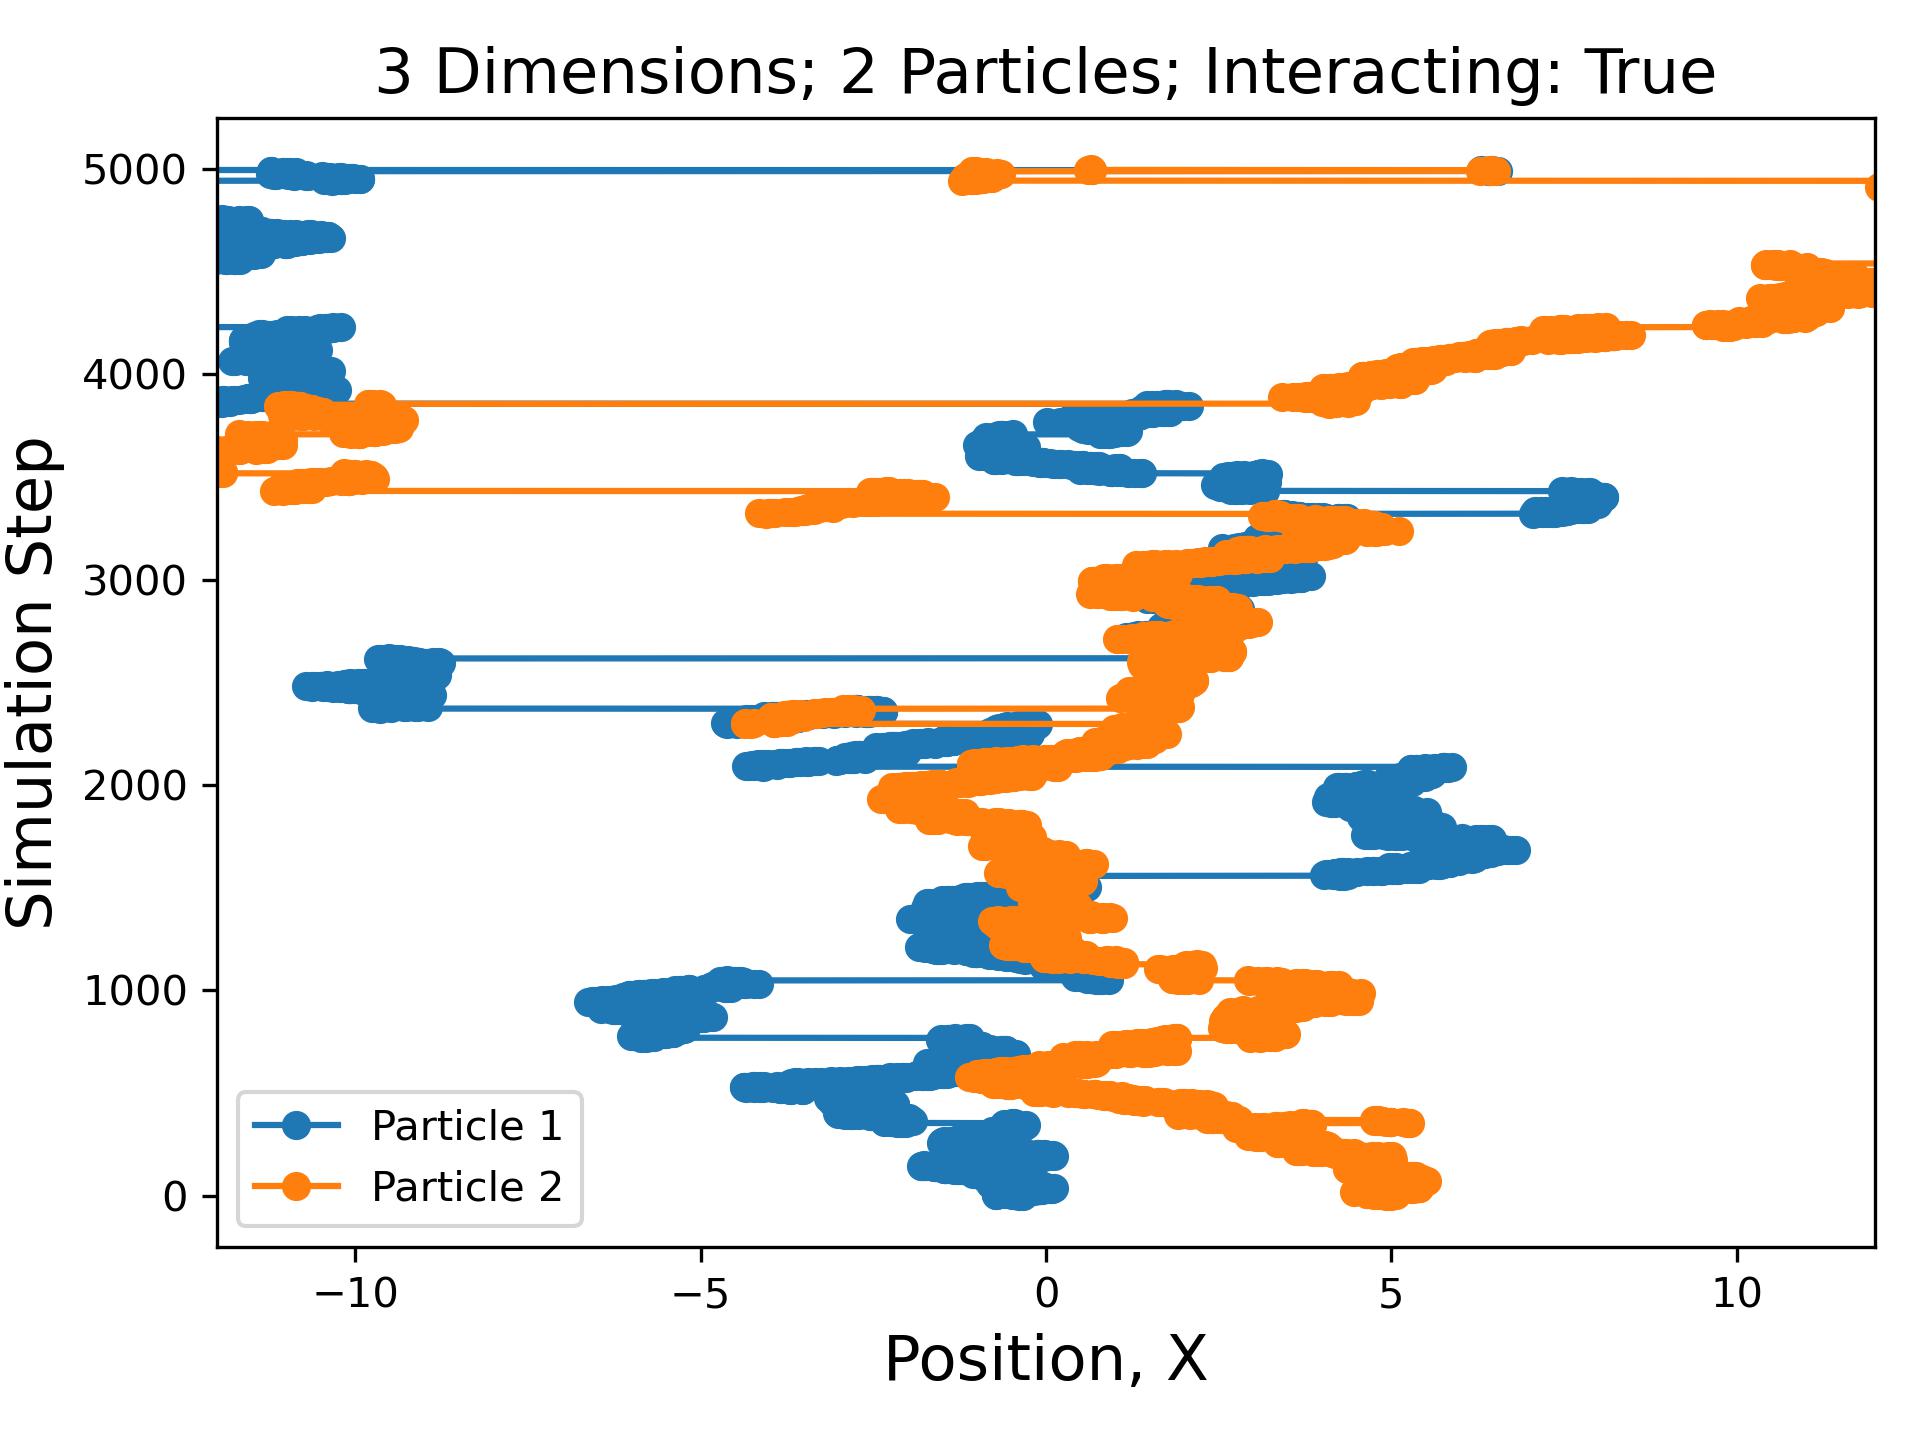 3 Dimensions; 2 Particles; Interacting: True
5000
4000
3000
2000
1000
0
Simulation Step
Particle 1
Particle 2
−10
−5
0
5
10
Position, X